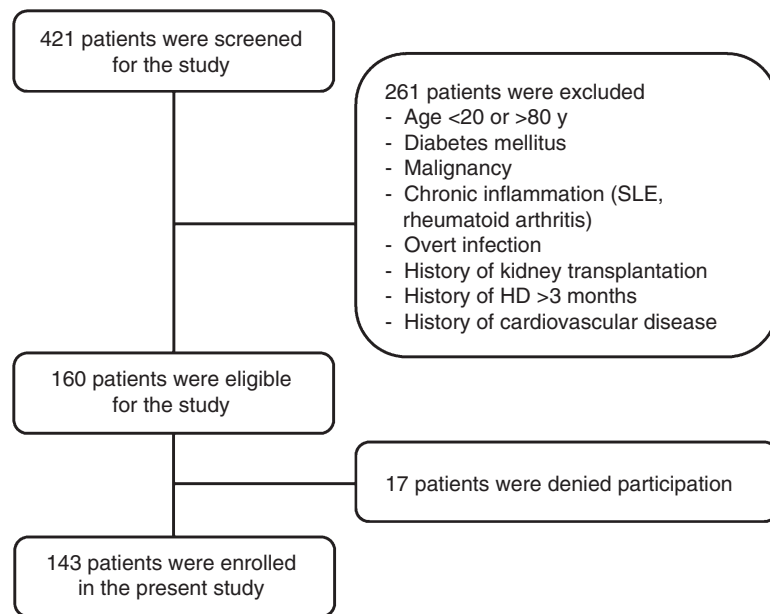 421 patients were screened
for the study
261 patients were excluded
- Age <20 or >80 y
- Diabetes mellitus
- Malignancy
- Chronic inflammation (SLE,
rheumatoid arthritis)
- Overt infection
- History of kidney transplantation
- History of HD >3 months
- History of cardiovascular disease
160 patients were eligible
for the study
17 patients were denied participation
143 patients were enrolled
in the present study